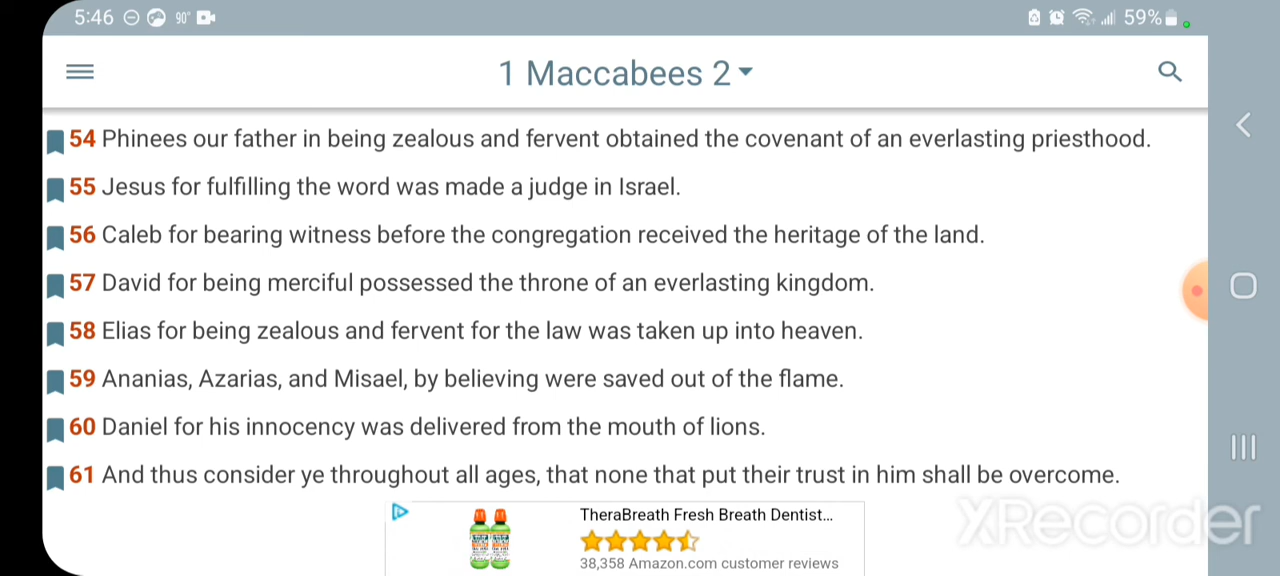 5:46 90° 59%
1 Maccabees 2
54 Phinees our father in being zealous and fervent obtained the covenant of an everlasting priesthood.
55 Jesus for fulfilling the word was made a judge in Israel.
56 Caleb for bearing witness before the congregation received the heritage of the land.
57 David for being merciful possessed the throne of an everlasting kingdom.
58 Elias for being zealous and fervent for the law was taken up into heaven.
59 Ananias, Azarias, and Misael, by believing were saved out of the flame.
60 Daniel for his innocency was delivered from the mouth of lions.
61 And thus consider ye throughout all ages, that none that put their trust in him shall be overcome.
TheraBreath Fresh Breath Dentist...
38,358 Amazon.com customer reviews
XRecorder